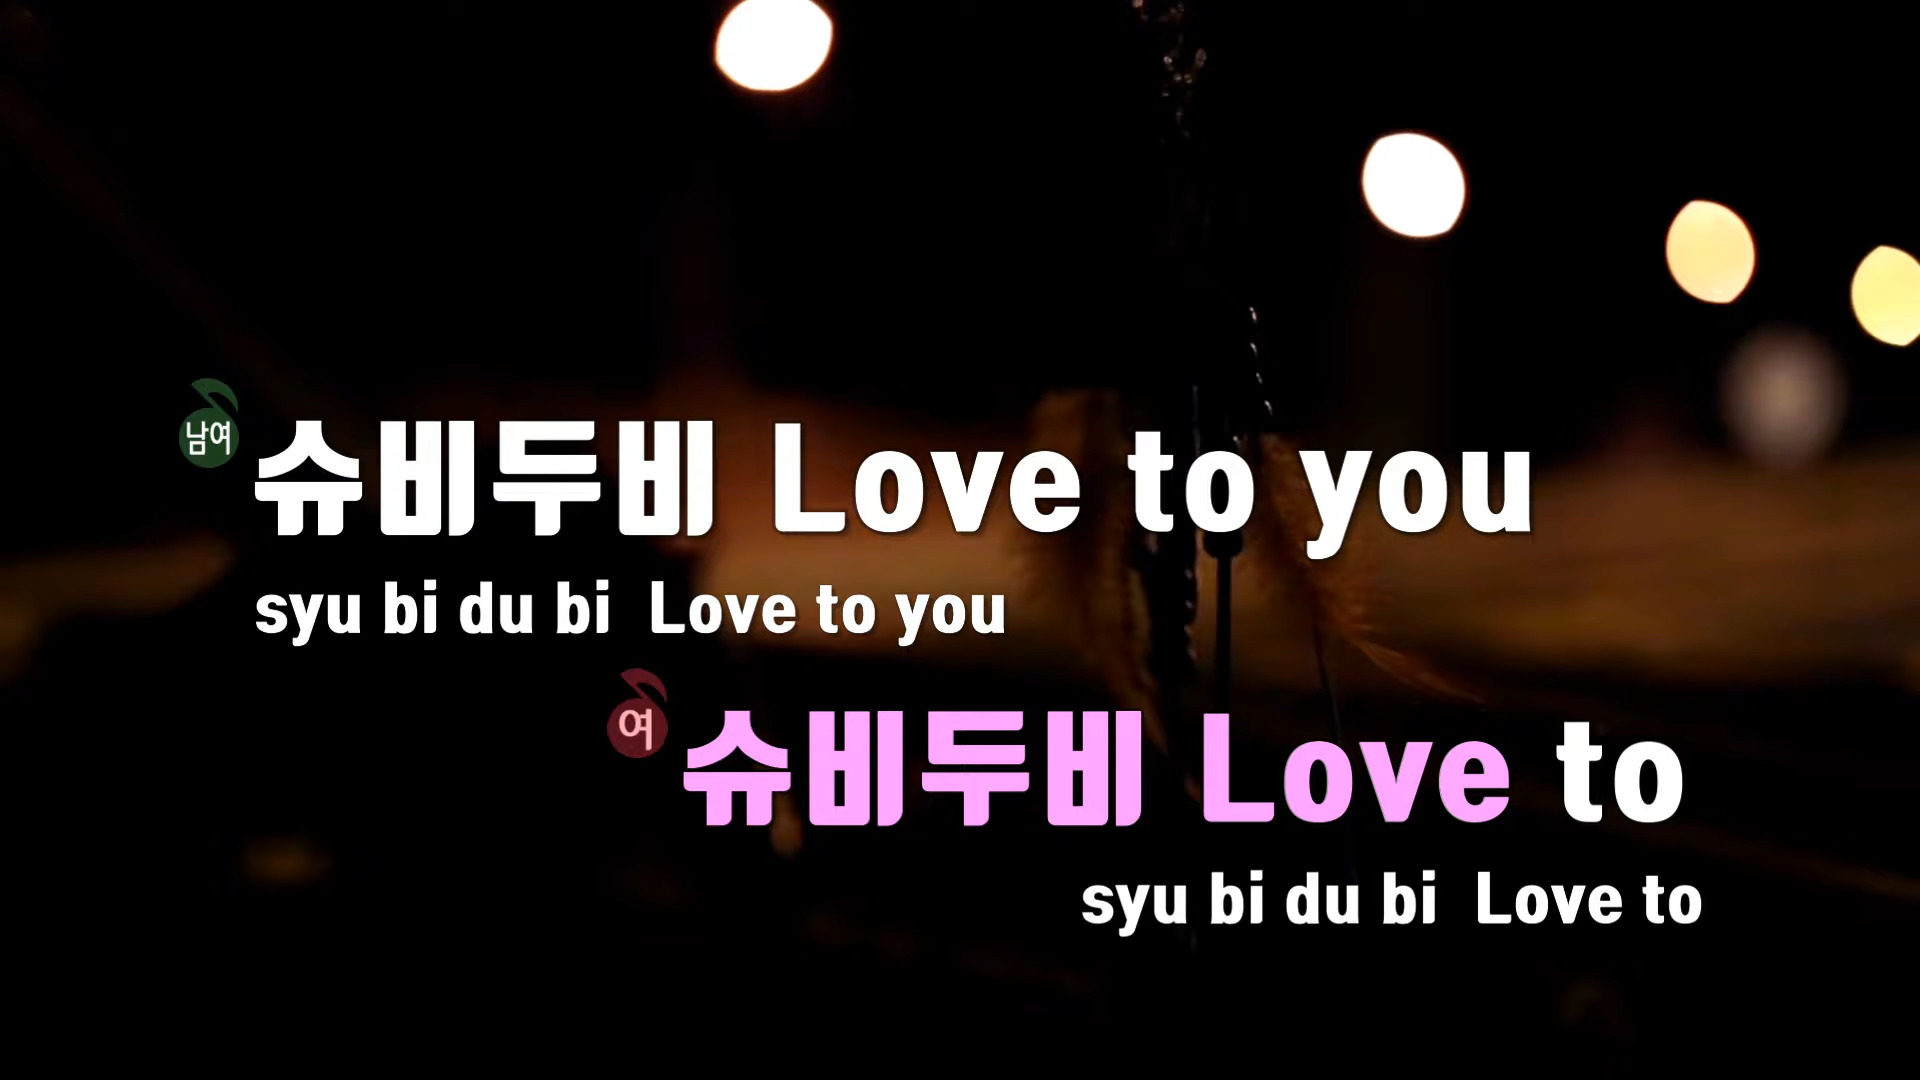 남여 슈비두비 Love to you
syu bi du bi Love to you
여 슈비두비 Love to
syu bi du bi Love to